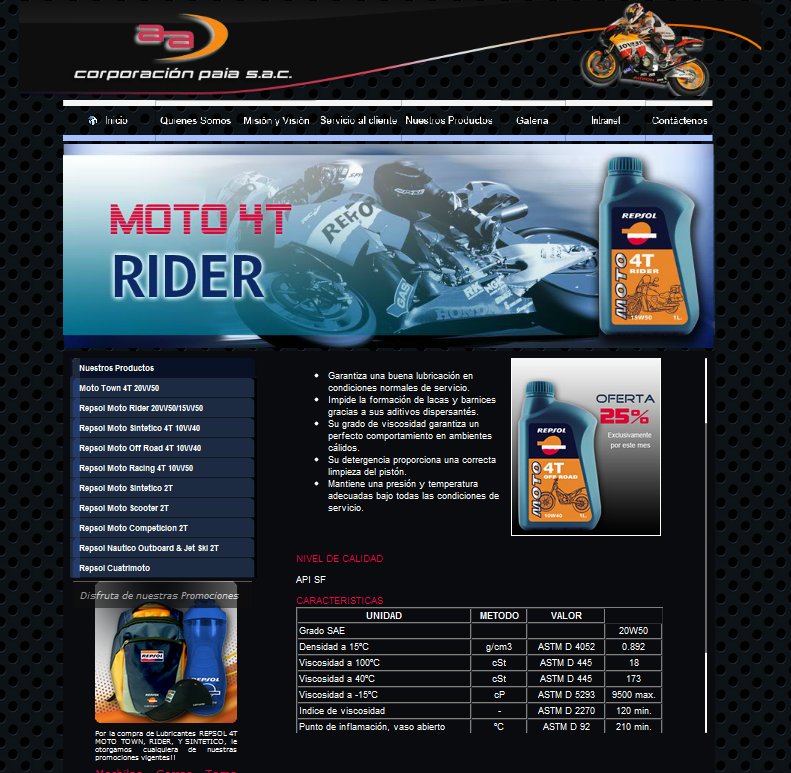 aa
corporación paia s.a.c.
Inicio
Quienes Somos
Misión y Visión
Servicio al cliente
Nuestros Productos
Galeria
Intranet
Contáctenos
MOTO 4T
RIDER
REPSOL
HONDA
GAS
REPSOL
MOTO
4T
RIDER
15W50
1L.
Nuestros Productos
Moto Town 4T 20W50
Repsol Moto Rider 20W50/15W50
Repsol Moto Sintetico 4T 10W40
Repsol Moto Off Road 4T 10W40
Repsol Moto Racing 4T 10W50
Repsol Moto Sintetico 2T
Repsol Moto Scooter 2T
Repsol Moto Competicion 2T
Repsol Nautico Outboard & Jet Ski 2T
Repsol Cuatrimoto
Disfruta de nuestras Promociones
REPSOL
Por la compra de Lubricantes REPSOL 4T
MOTO TOWN, RIDER, Y SINTETICO, le
otorgamos cualquiera de nuestras
promociones vigentes!!
• Garantiza una buena lubricación en
condiciones normales de servicio.
• Impide la formación de lacas y barnices
gracias a sus aditivos dispersantés.
• Su grado de viscosidad garantiza un
perfecto comportamiento en ambientes
cálidos.
• Su detergencia proporciona una correcta
limpieza del pistón.
• Mantiene una presión y temperatura
adecuadas bajo todas las condiciones de
servicio.
OFERTA
25%
Exclusivamente
por este mes
REPSOL
MOTO
4T
OFF ROAD
10W40
1L.
NIVEL DE CALIDAD
API SF
CARACTERISTICAS
UNIDAD METODO VALOR
Grado SAE 20W50
Densidad a 15ºC g/cm3 ASTM D 4052 0.892
Viscosidad a 100ºC cSt ASTM D 445 18
Viscosidad a 40ºC cSt ASTM D 445 173
Viscosidad a -15ºC cP ASTM D 5293 9500 max.
Indice de viscosidad - ASTM D 2270 120 min.
Punto de inflamación, vaso abierto ºC ASTM D 92 210 min.